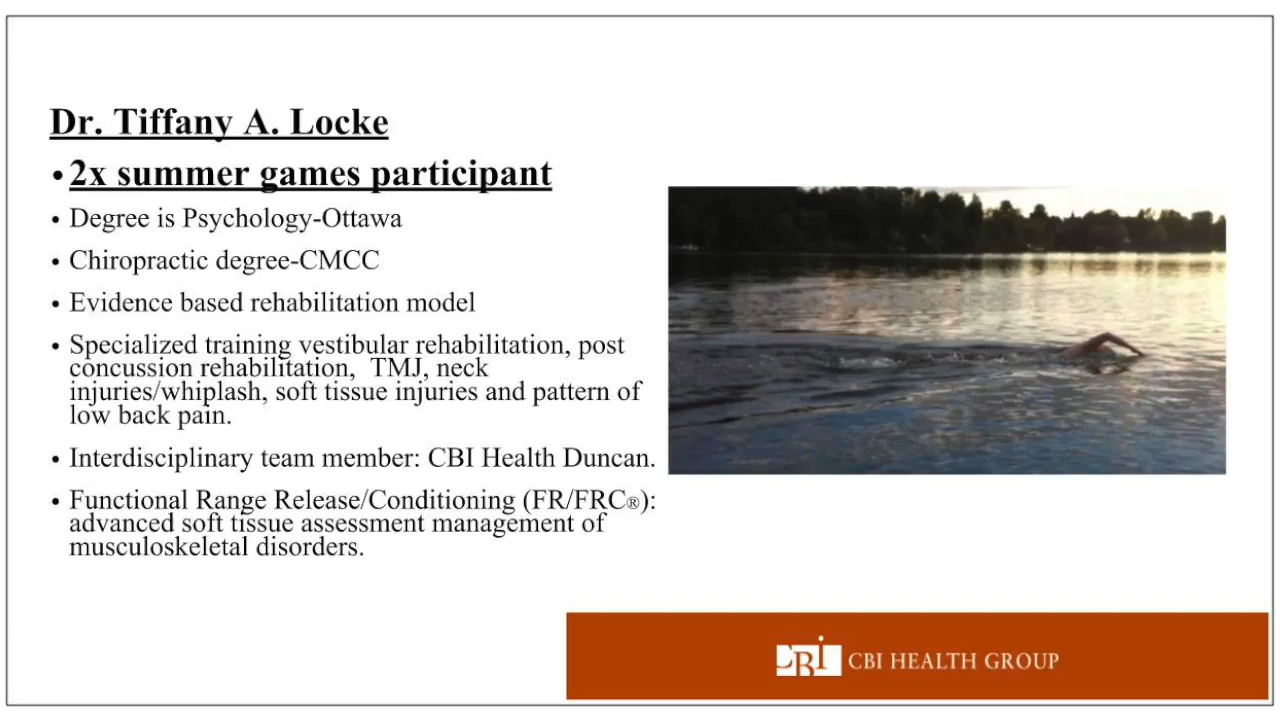 Dr. Tiffany A. Locke
• 2x summer games participant
• Degree is Psychology-Ottawa
• Chiropractic degree-CMCC
• Evidence based rehabilitation model
• Specialized training vestibular rehabilitation, post
concussion rehabilitation, TMJ, neck
injuries/whiplash, soft tissue injuries and pattern of
low back pain.
• Interdisciplinary team member: CBI Health Duncan.
• Functional Range Release/Conditioning (FR/FRC®):
advanced soft tissue assessment management of
musculoskeletal disorders.
CBI CBI HEALTH GROUP